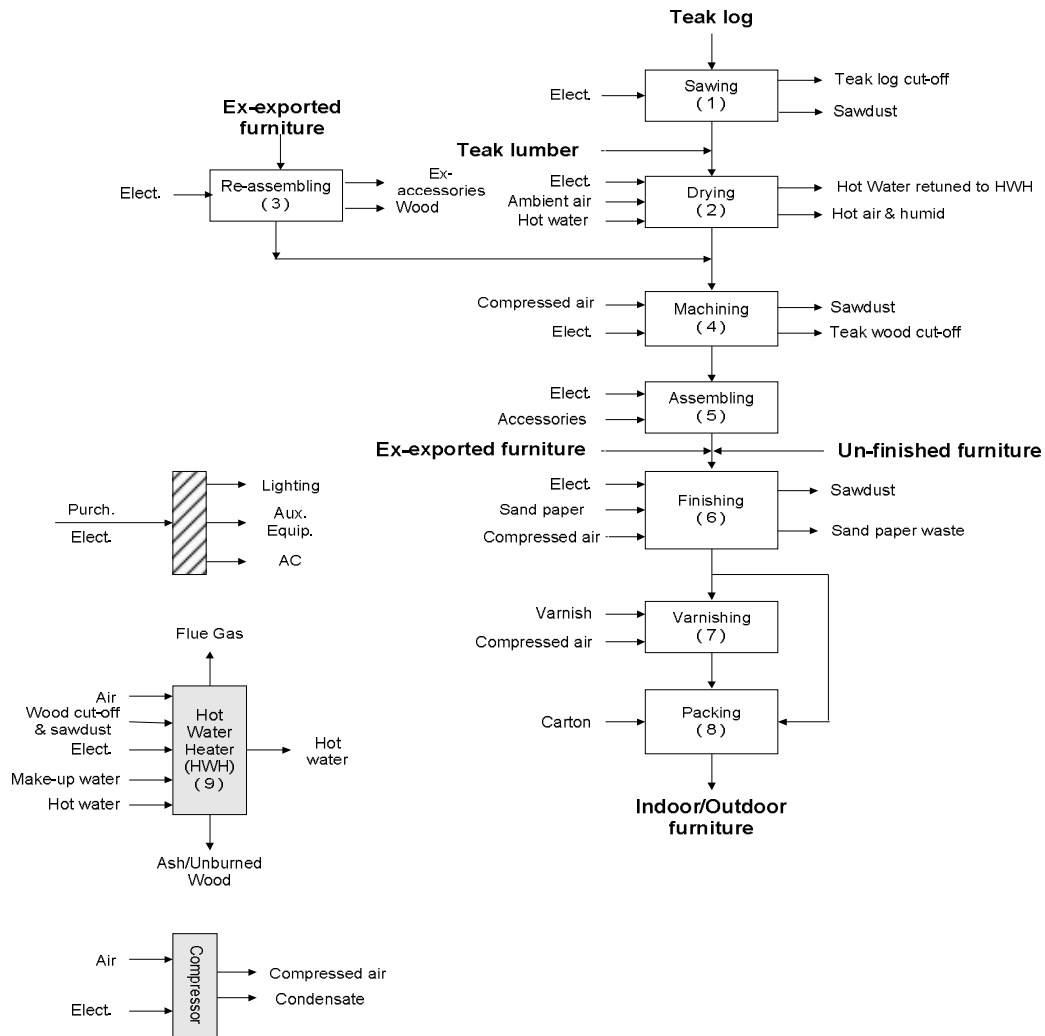 Teak log
Elect.
Sawing
(1)
Teak log cut-off
Sawdust
Ex-exported
furniture
Teak lumber
Elect.
Re-assembling
(3)
Ex-
accessories
Wood
Elect.
Ambient air
Hot water
Drying
(2)
Hot Water retuned to HWH
Hot air & humid
Compressed air
Elect.
Machining
(4)
Sawdust
Teak wood cut-off
Elect.
Accessories
Assembling
(5)
Ex-exported furniture
Un-finished furniture
Elect.
Sand paper
Compressed air
Finishing
(6)
Sawdust
Sand paper waste
Purch.
Elect.
Lighting
Aux.
Equip.
AC
Varnish
Compressed air
Varnishing
(7)
Carton
Packing
(8)
Indoor/Outdoor
furniture
Flue Gas
Air
Wood cut-off
& sawdust
Elect.
Make-up water
Hot water
Hot
Water
Heater
(HWH)
(9)
Hot
water
Ash/Unburned
Wood
Air
Elect.
Compressor
Compressed air
Condensate